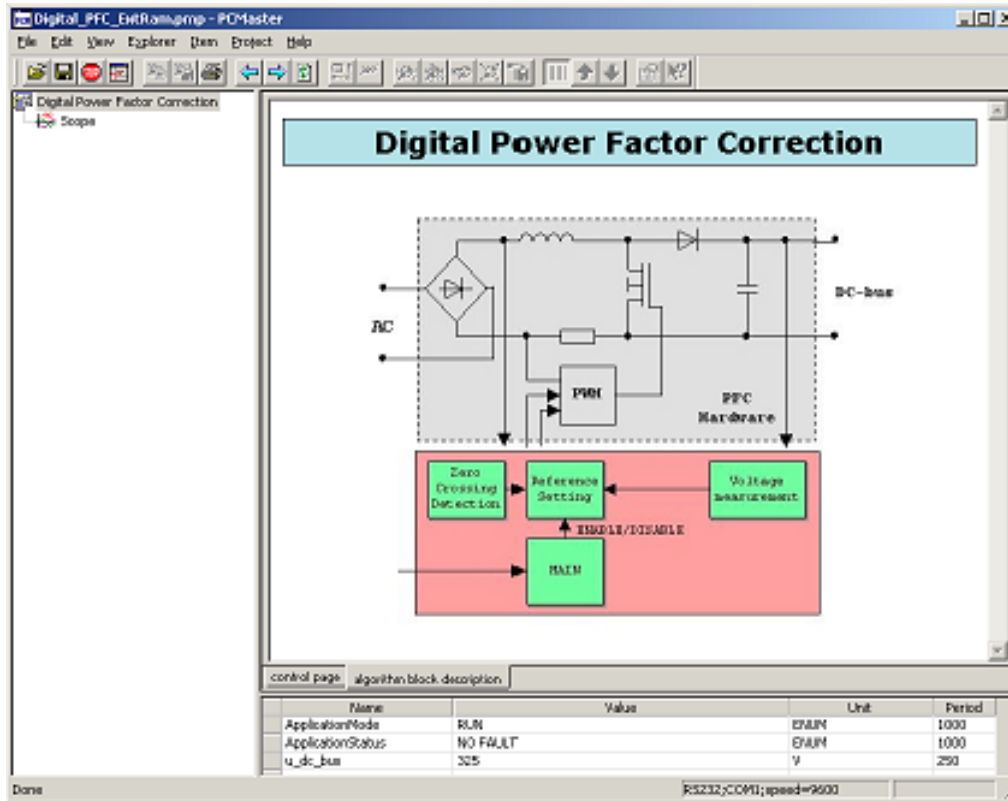 Digital_PFC_ExtRam.pmp - PCMaster
File Edit View Explorer Item Project Help
Digital Power Factor Correction
Scope
Digital Power Factor Correction
DC-bus
AC
PWM
PFC
Hardware
Zero
Crossing
Detection
Reference
Setting
Voltage
measurement
ENABLE/DISABLE
MAIN
control page
algorithm block description
Name Value Unit Period
ApplicationMode RUN ENUM 1000
ApplicationStatus NO FAULT ENUM 1000
u_dc_bus 325 V 250
Done
RS232;COM1;speed=9600